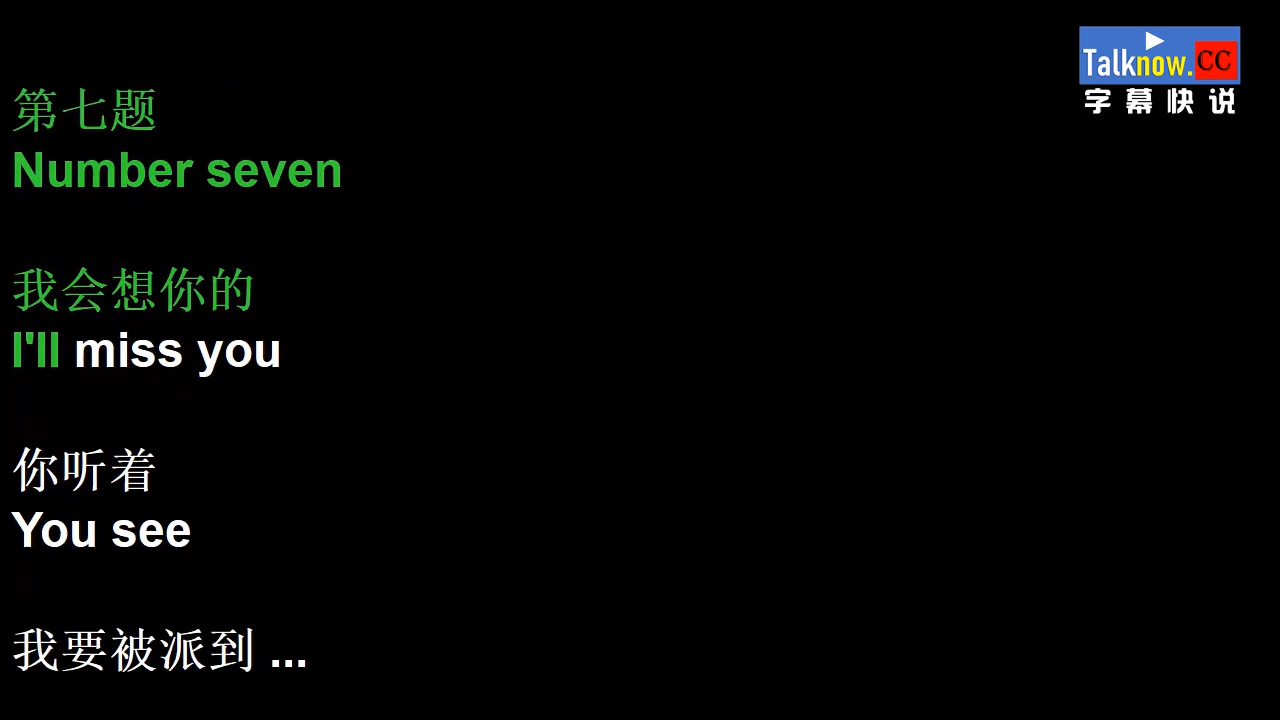 Talknow.CC
字幕快说
第七题
Number seven
我会想你的
I'll miss you
你听着
You see
我要被派到 ...